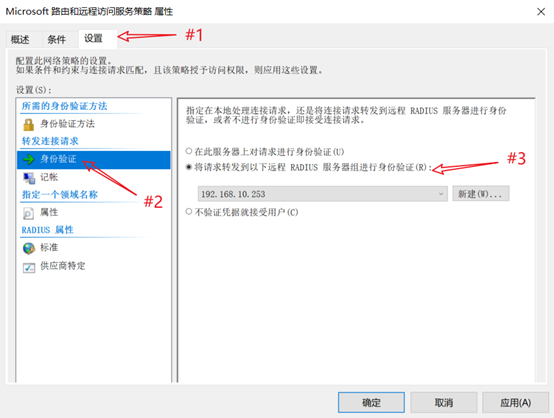 Microsoft 路由和远程访问服务策略 属性
概述 条件 设置
#1
配置此网络策略的设置。
如果条件和约束与连接请求匹配，且该策略授予访问权限，则应用这些设置。
设置(S):
所需的身份验证方法
身份验证方法
转发连接请求
身份验证
记帐
#2
指定一个领域名称
属性
RADIUS 属性
标准
供应商特定
指定在本地处理连接请求，还是将连接请求转发到远程 RADIUS 服务器进行身份
验证，或者不进行身份验证即接受连接请求。
在此服务器上对请求进行身份验证(U)
将请求转发到以下远程 RADIUS 服务器组进行身份验证(R):
#3
192.168.10.253
新建(W)...
不验证凭据就接受用户(C)
确定 取消 应用(A)